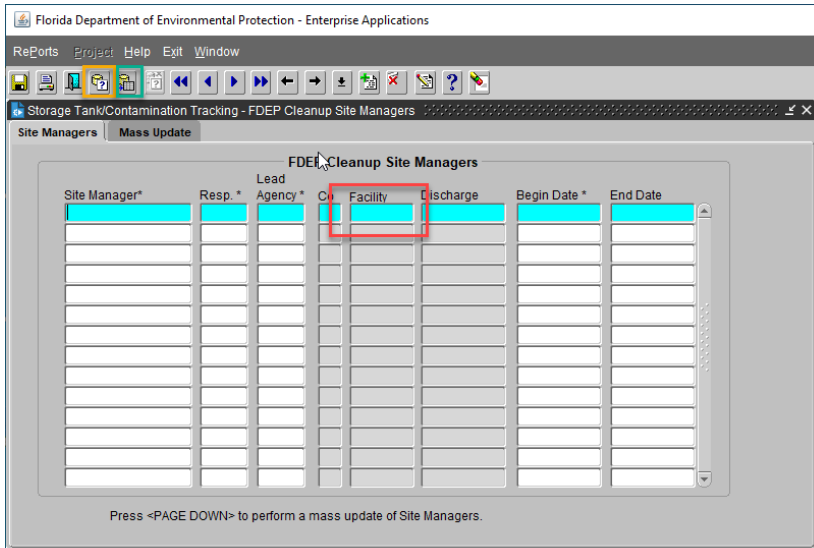 Florida Department of Environmental Protection - Enterprise Applications
RePorts Project Help Exit Window
Storage Tank/Contamination Tracking - FDEP Cleanup Site Managers
Site Managers Mass Update
FDEP Cleanup Site Managers
Lead
Site Manager* Resp. * Agency * Co Facility Discharge Begin Date * End Date
Press <PAGE DOWN> to perform a mass update of Site Managers.